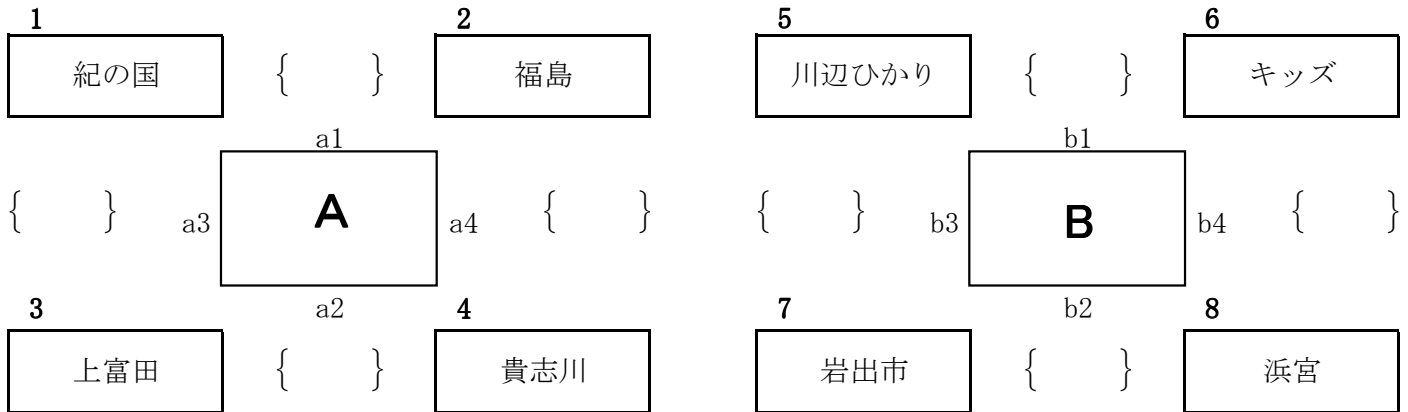 1 2 5 6
紀の国 { } 福島 川辺ひかり { } キッズ
a1 b1
{ } a3 A a4 { } { } b3 B b4 { }
3 a2 4 7 b2 8
上富田 { } 貴志川 岩出市 { } 浜宮